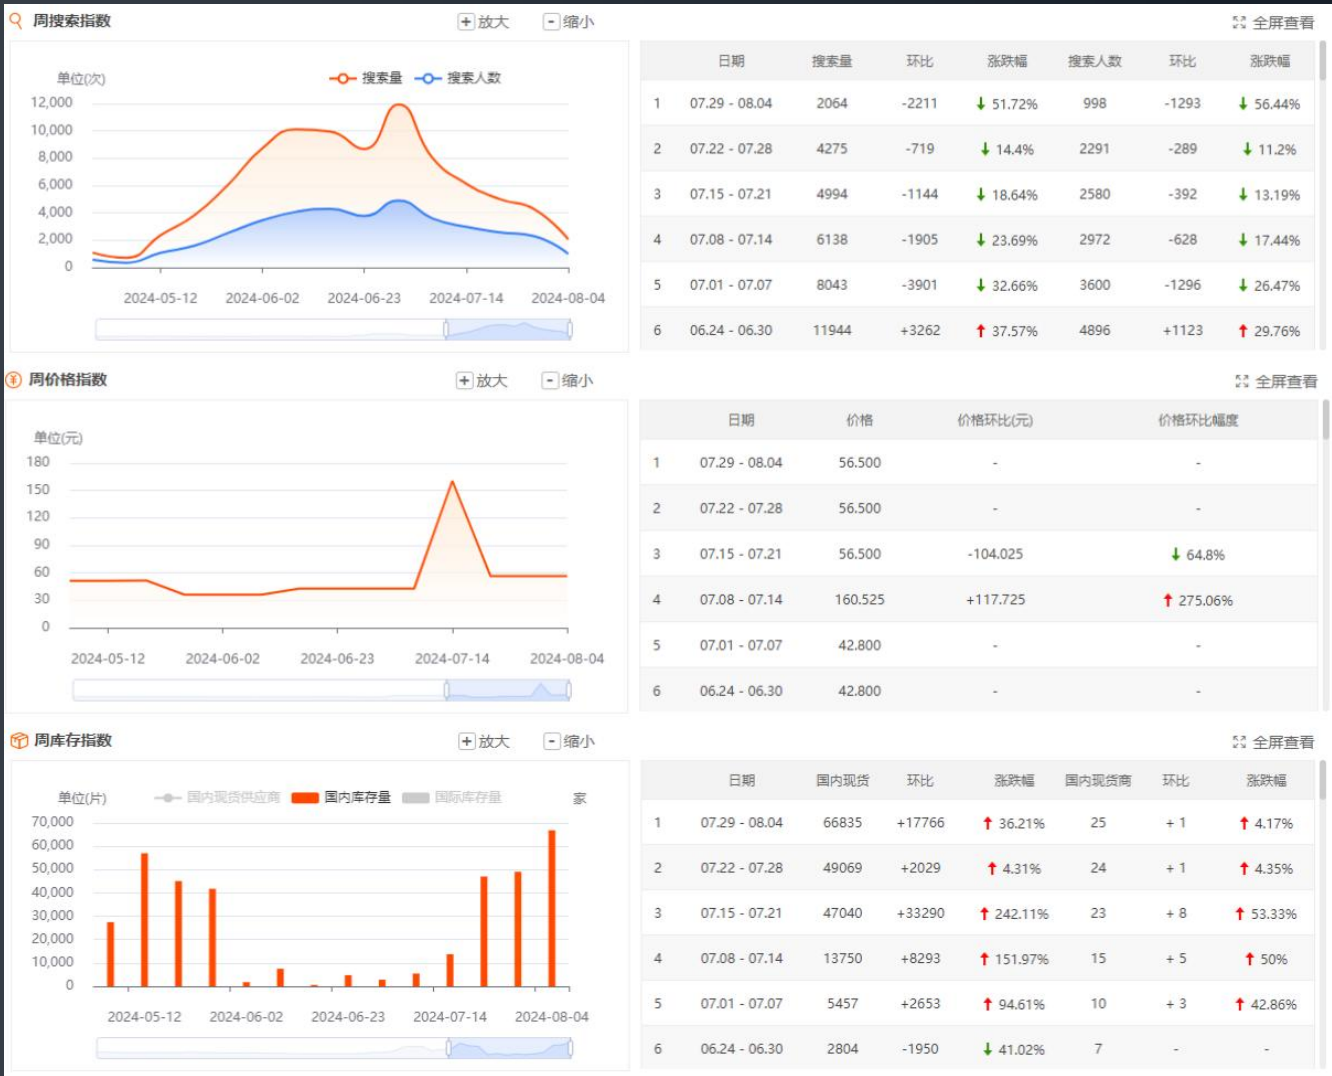 周搜索指数
+ 放大
- 缩小
全屏查看
单位(次)
搜索量 搜索人数
12,000
10,000
8,000
6,000
4,000
2,000
0
2024-05-12 2024-06-02 2024-06-23 2024-07-14 2024-08-04
日期 搜索量 环比 涨跌幅 搜索人数 环比 涨跌幅
1 07.29 - 08.04 2064 -2211 ↓ 51.72% 998 -1293 ↓ 56.44%
2 07.22 - 07.28 4275 -719 ↓ 14.4% 2291 -289 ↓ 11.2%
3 07.15 - 07.21 4994 -1144 ↓ 18.64% 2580 -392 ↓ 13.19%
4 07.08 - 07.14 6138 -1905 ↓ 23.69% 2972 -628 ↓ 17.44%
5 07.01 - 07.07 8043 -3901 ↓ 32.66% 3600 -1296 ↓ 26.47%
6 06.24 - 06.30 11944 +3262 ↑ 37.57% 4896 +1123 ↑ 29.76%
周价格指数
+ 放大
- 缩小
全屏查看
单位(元)
180
150
120
90
60
30
0
2024-05-12 2024-06-02 2024-06-23 2024-07-14 2024-08-04
日期 价格 价格环比(元) 价格环比幅度
1 07.29 - 08.04 56.500 - -
2 07.22 - 07.28 56.500 - -
3 07.15 - 07.21 56.500 -104.025 ↓ 64.8%
4 07.08 - 07.14 160.525 +117.725 ↑ 275.06%
5 07.01 - 07.07 42.800 - -
6 06.24 - 06.30 42.800 - -
周库存指数
+ 放大
- 缩小
全屏查看
单位(片)
国内现货供应商 国内库存量 国际库存量
家
70,000
60,000
50,000
40,000
30,000
20,000
10,000
0
2024-05-12 2024-06-02 2024-06-23 2024-07-14 2024-08-04
日期 国内现货 环比 涨跌幅 国内现货商 环比 涨跌幅
1 07.29 - 08.04 66835 +17766 ↑ 36.21% 25 + 1 ↑ 4.17%
2 07.22 - 07.28 49069 +2029 ↑ 4.31% 24 + 1 ↑ 4.35%
3 07.15 - 07.21 47040 +33290 ↑ 242.11% 23 + 8 ↑ 53.33%
4 07.08 - 07.14 13750 +8293 ↑ 151.97% 15 + 5 ↑ 50%
5 07.01 - 07.07 5457 +2653 ↑ 94.61% 10 + 3 ↑ 42.86%
6 06.24 - 06.30 2804 -1950 ↓ 41.02% 7 - -